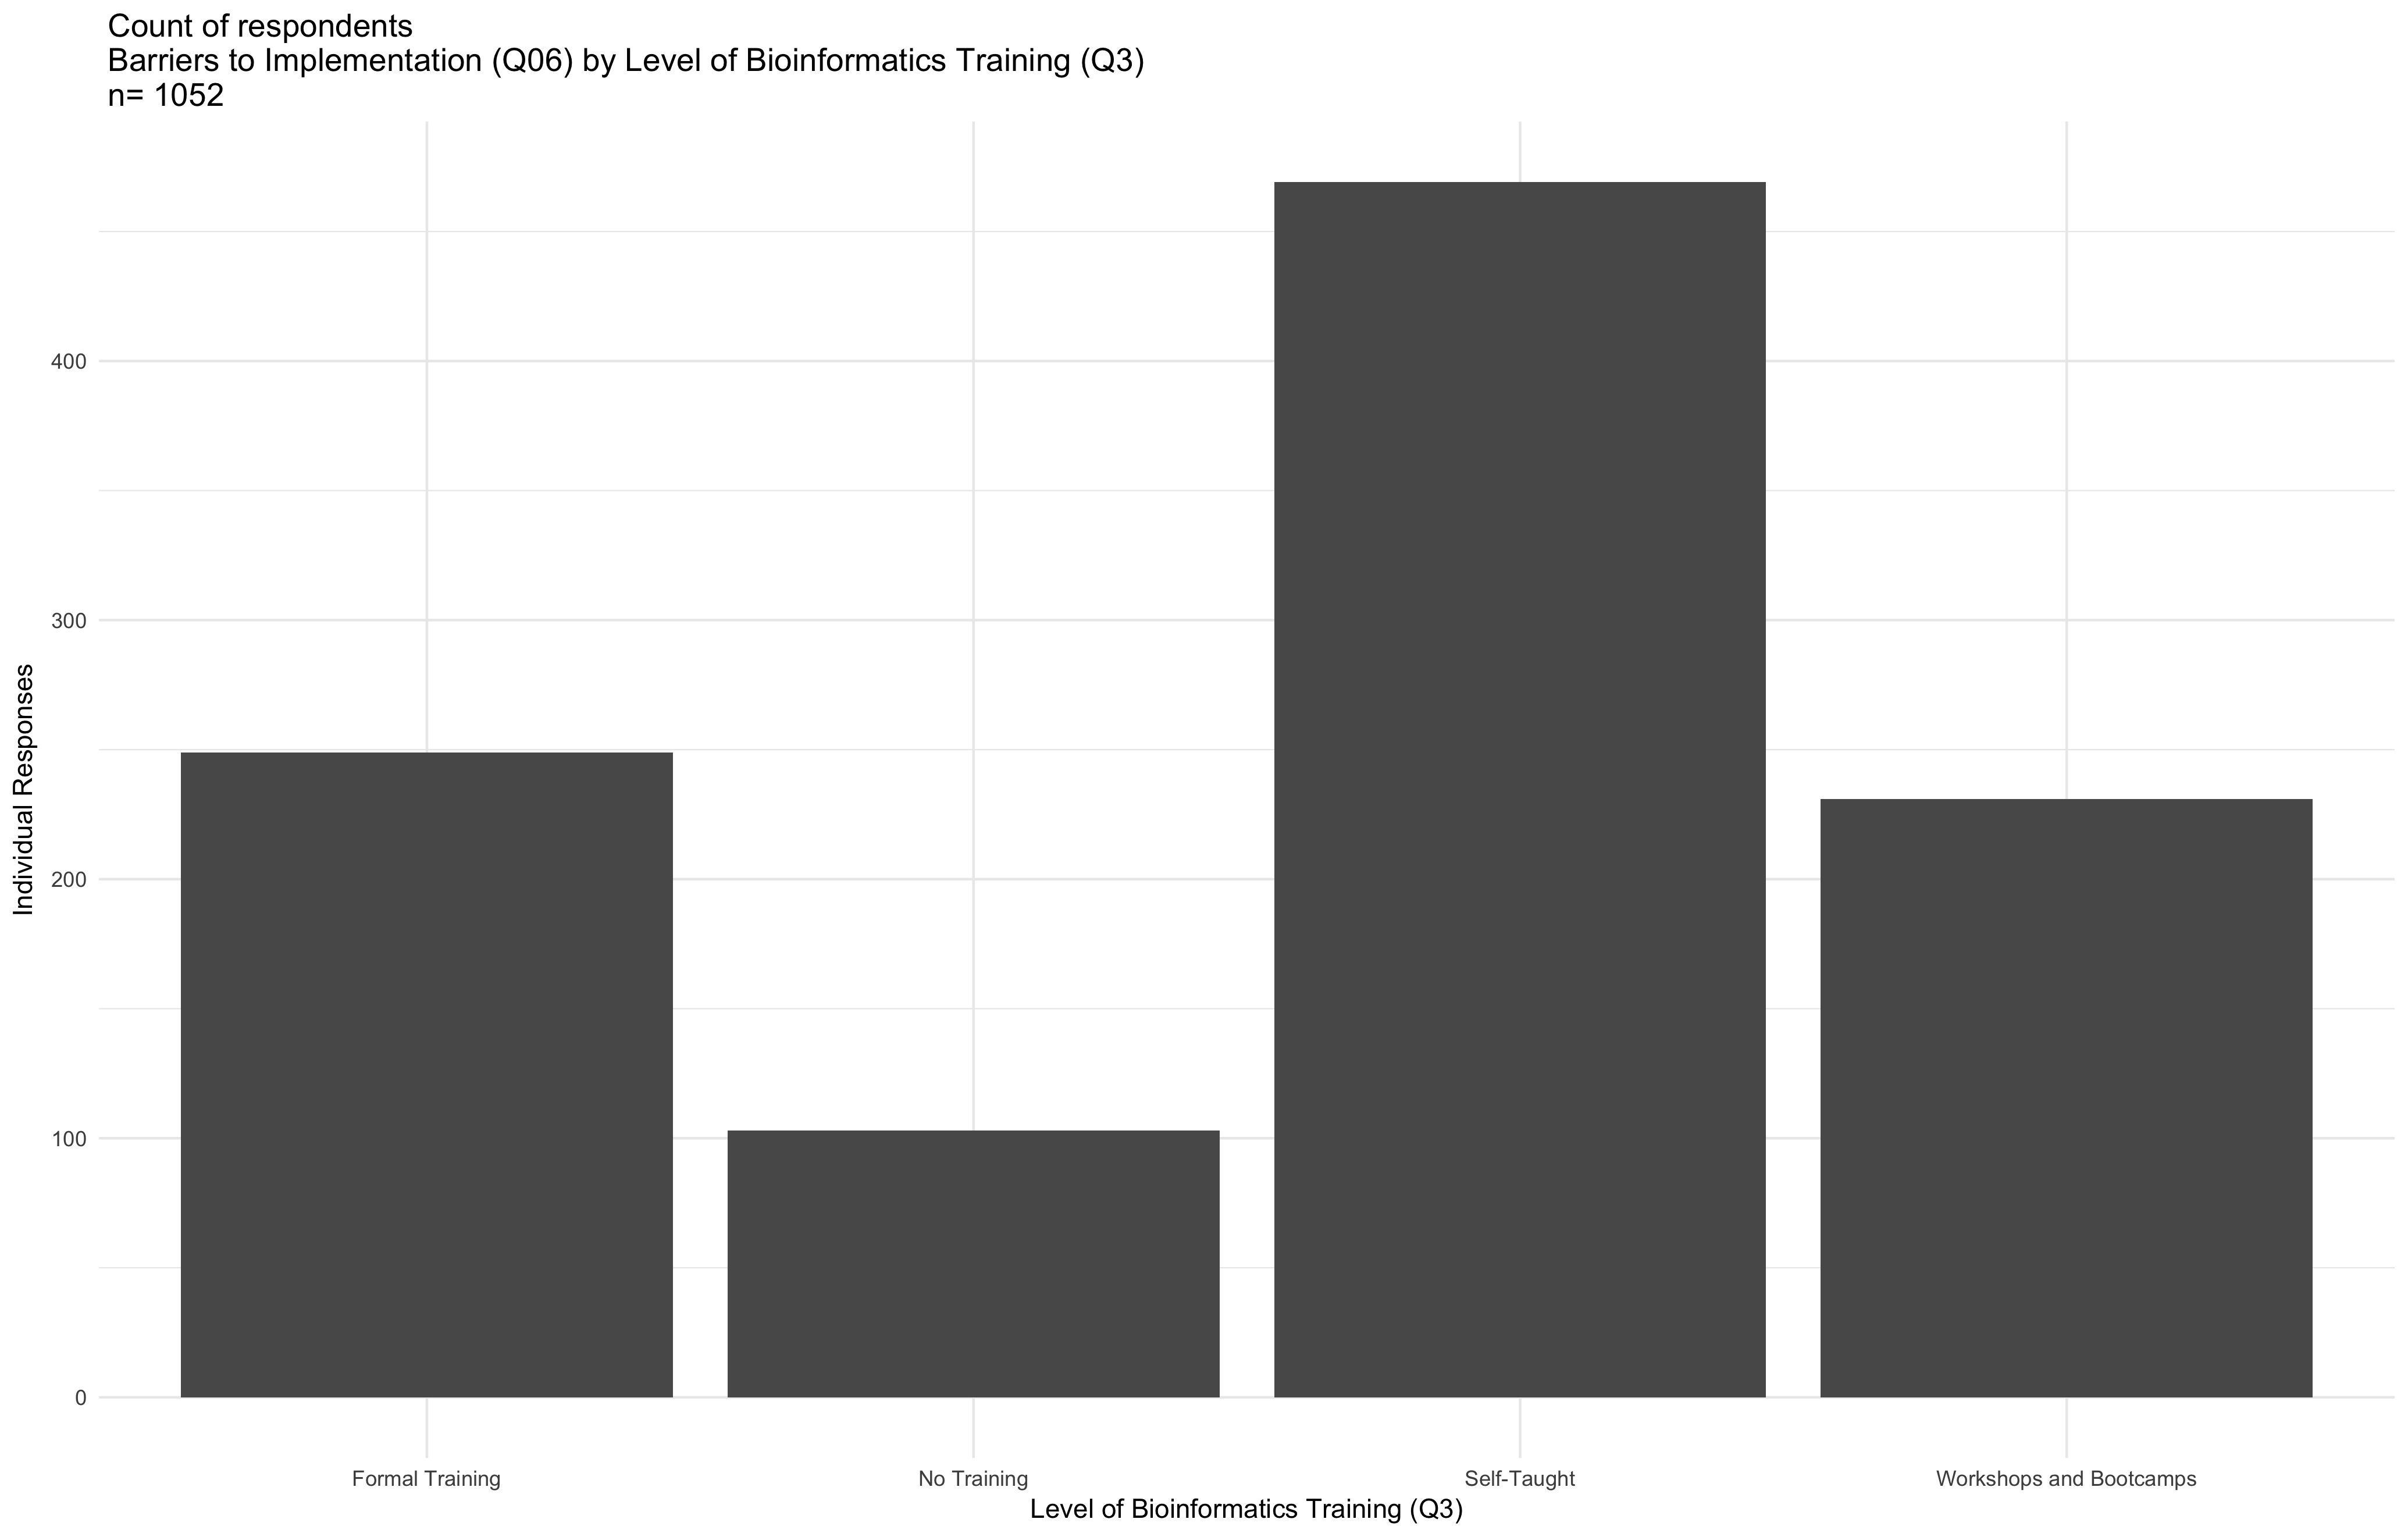 Count of respondents
Barriers to Implementation (Q06) by Level of Bioinformatics Training (Q3)
n= 1052
Individual Responses
400
300
200
100
0
Formal Training
No Training
Self-Taught
Workshops and Bootcamps
Level of Bioinformatics Training (Q3)